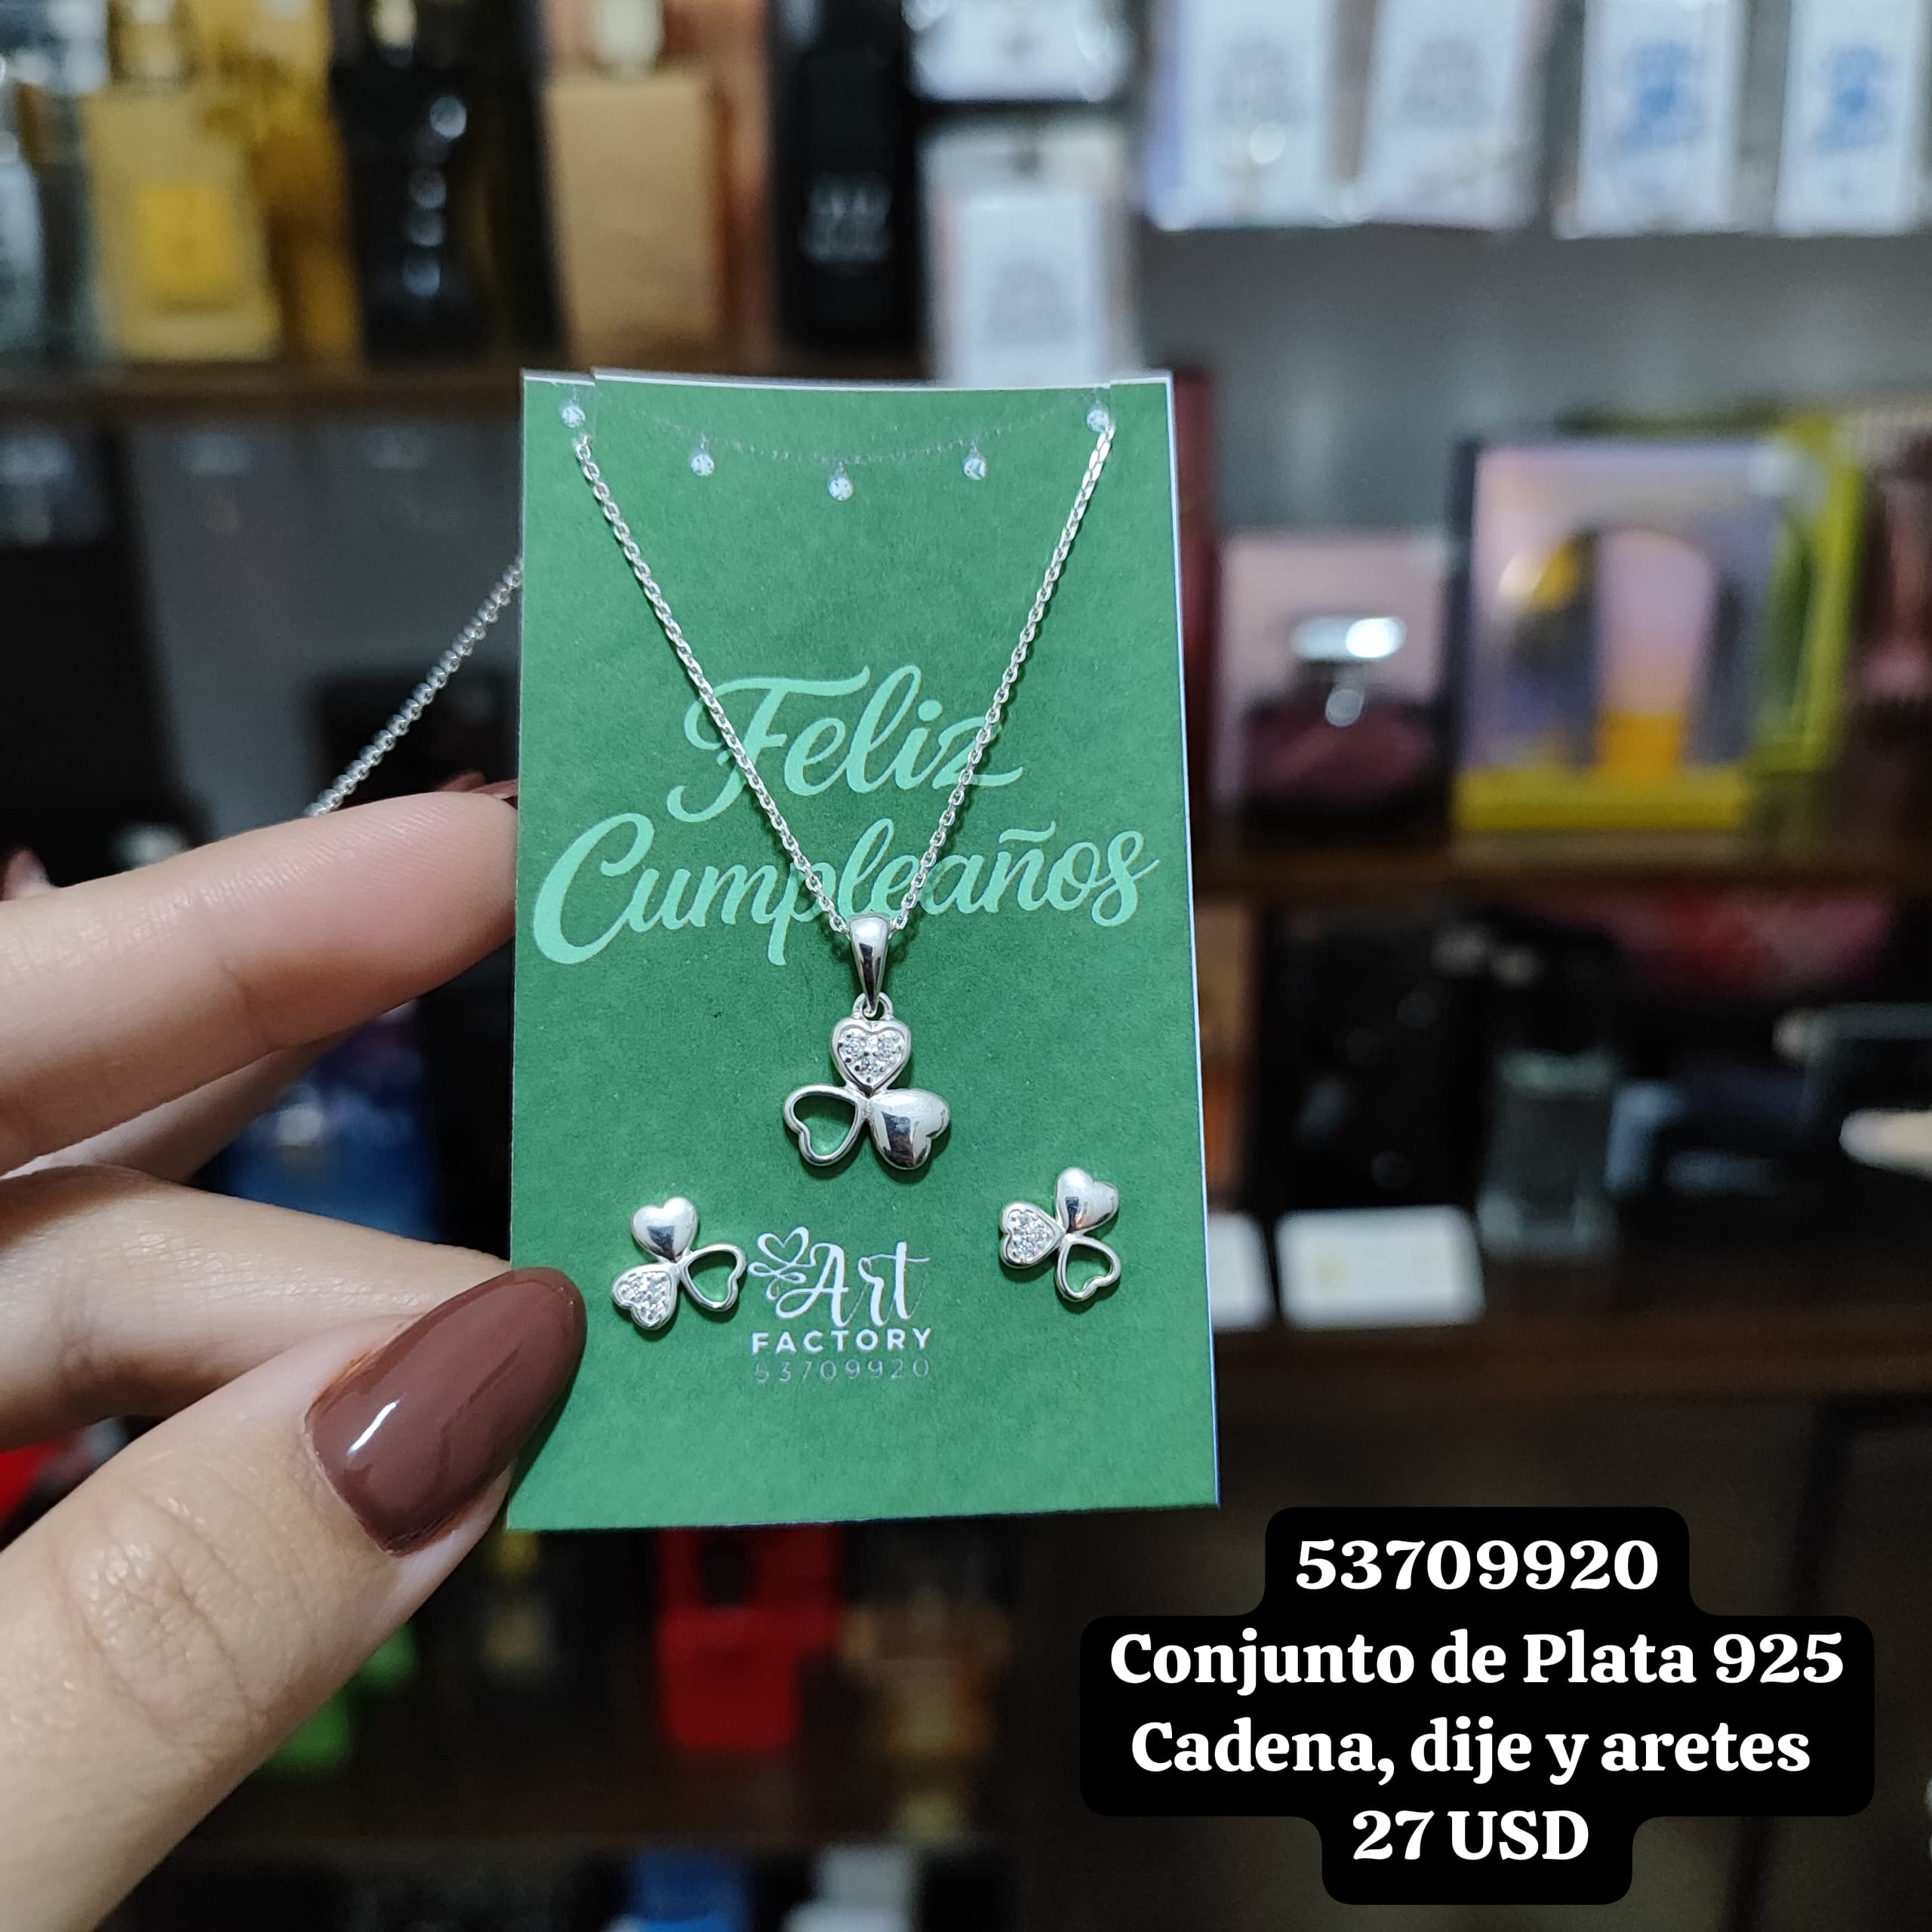 Feliz
Cumpleaños
Art
FACTORY
53709920
53709920
Conjunto de Plata 925
Cadena, dije y aretes
27 USD